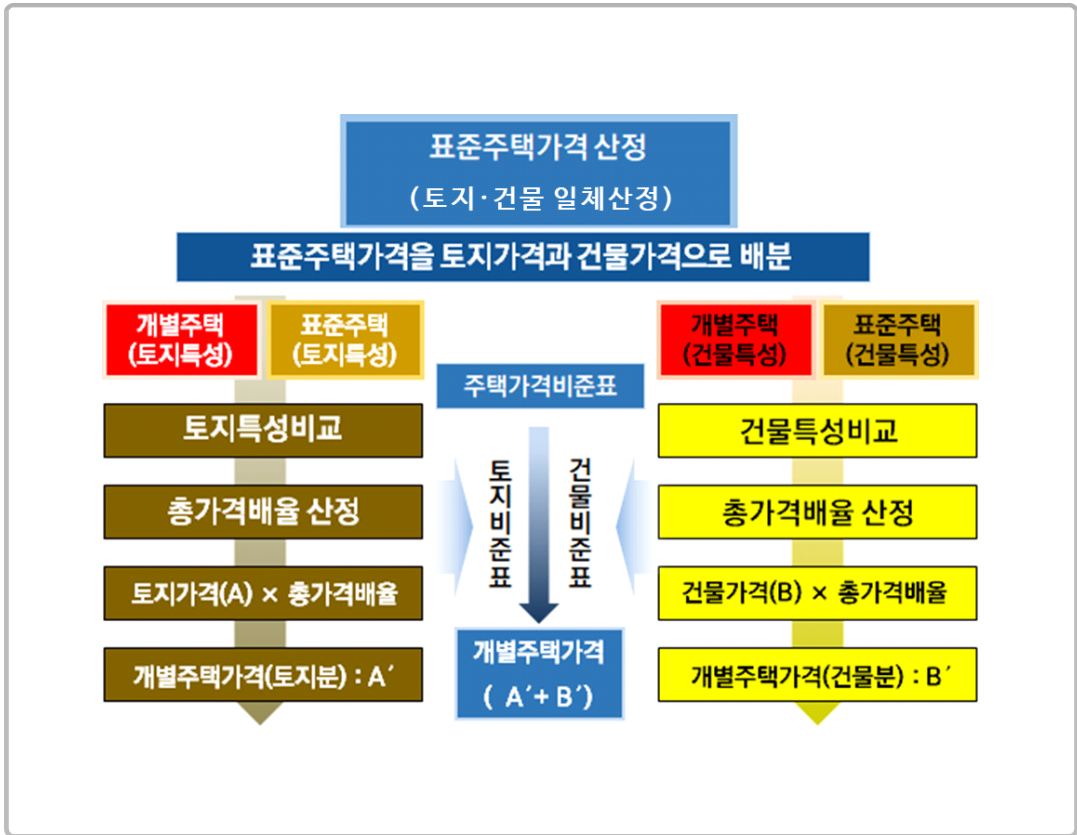 표준주택가격 산정
(토지·건물 일체산정)
표준주택가격을 토지가격과 건물가격으로 배분
개별주택
(토지특성)
표준주택
(토지특성)
토지특성비교
총가격배율 산정
토지가격(A) × 총가격배율
개별주택가격(토지분) : A′
주택가격비준표
토지비준표
건물비준표
개별주택가격
( A′+ B′)
개별주택
(건물특성)
표준주택
(건물특성)
건물특성비교
총가격배율 산정
건물가격(B) × 총가격배율
개별주택가격(건물분) : B′